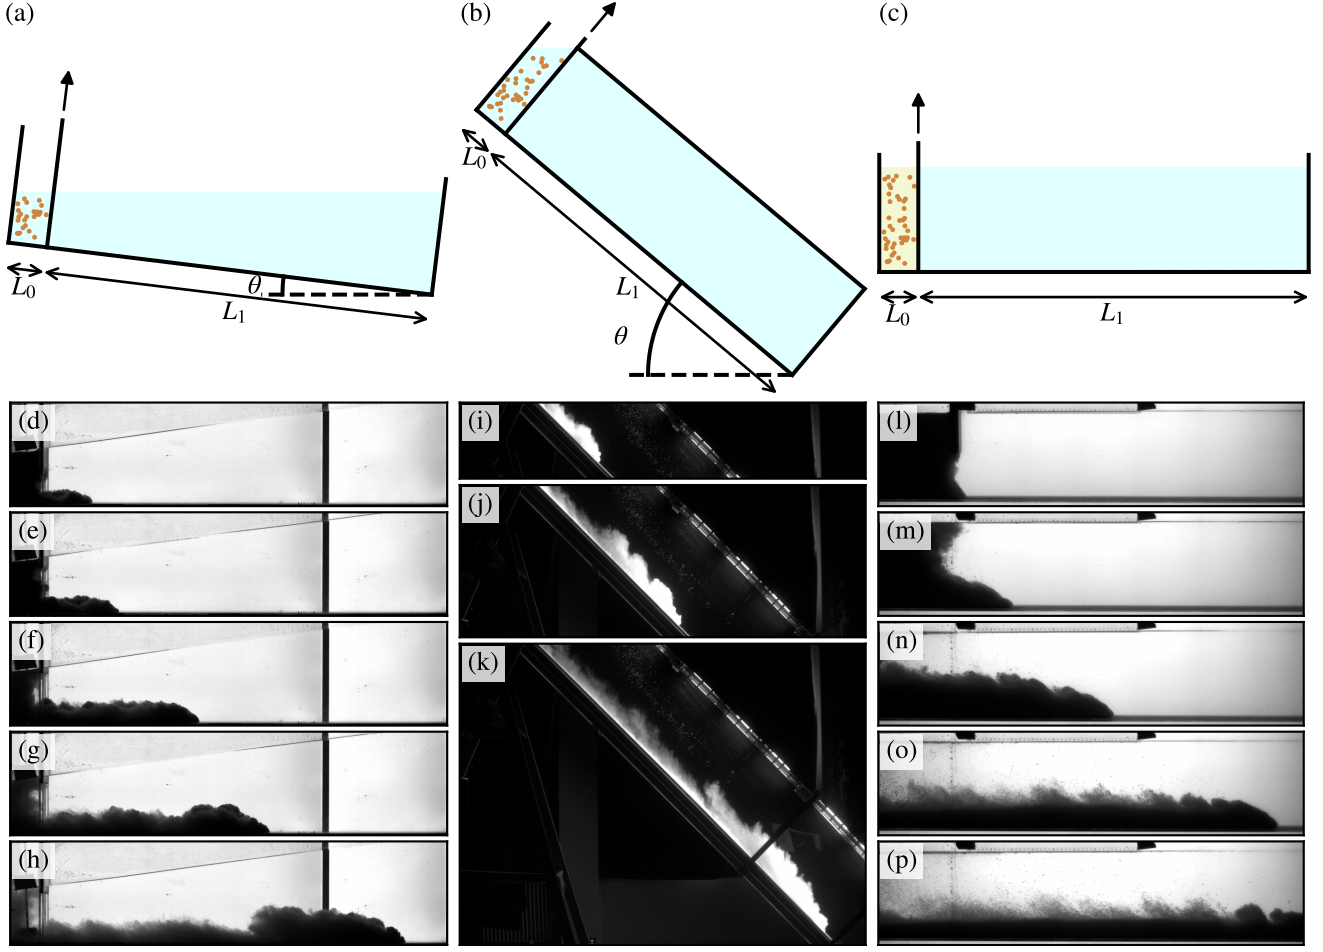 (a)
(b)
(c)
L0
θ
L1
L0
L1
θ
L0
L1
(d)
(e)
(f)
(g)
(h)
(i)
(j)
(k)
(l)
(m)
(n)
(o)
(p)